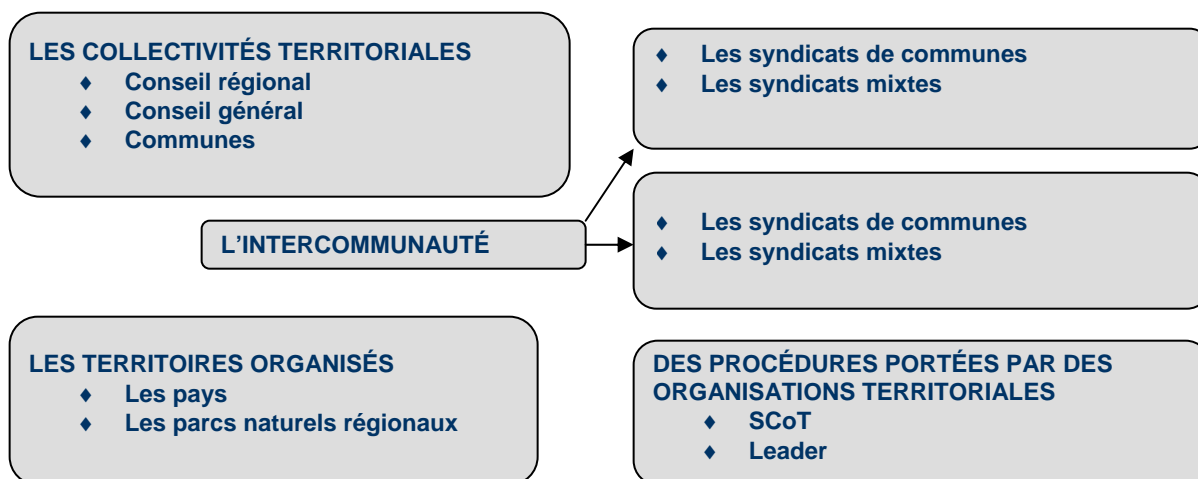 LES COLLECTIVITÉS TERRITORIALES
♦ Conseil régional
♦ Conseil général
♦ Communes
♦ Les syndicats de communes
♦ Les syndicats mixtes
L'INTERCOMMUNAUTÉ
♦ Les syndicats de communes
♦ Les syndicats mixtes
LES TERRITOIRES ORGANISÉS
♦ Les pays
♦ Les parcs naturels régionaux
DES PROCÉDURES PORTÉES PAR DES
ORGANISATIONS TERRITORIALES
♦ SCoT
♦ Leader